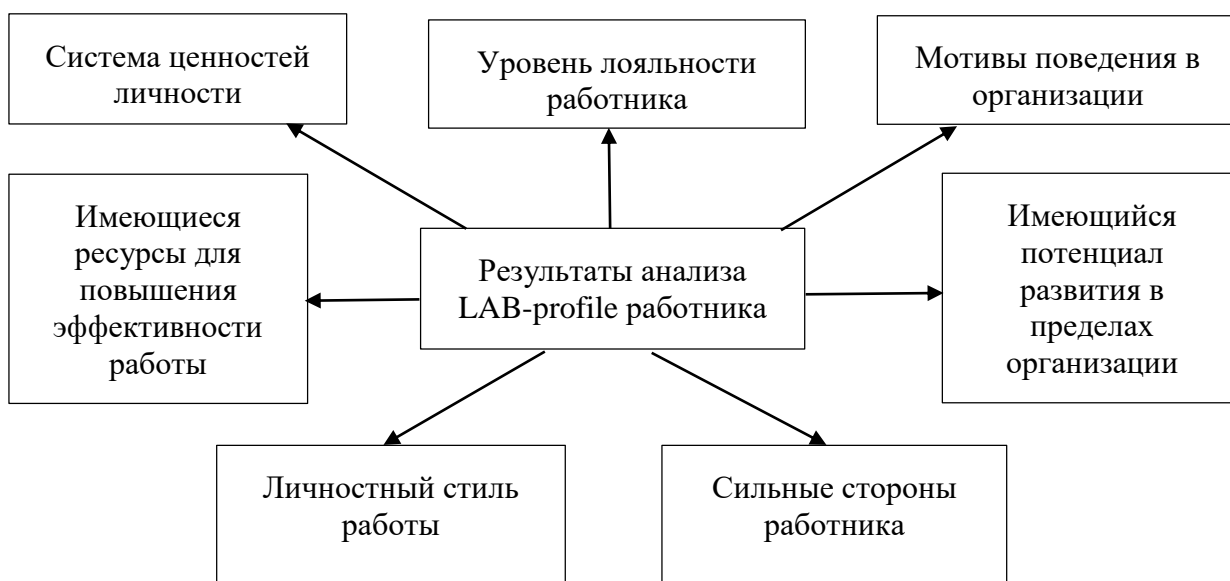 Система ценностей
личности
Уровень лояльности
работника
Мотивы поведения в
организации
Имеющиеся
ресурсы для
повышения
эффективности
работы
Результаты анализа
LAB-profile работника
Имеющийся
потенциал
развития в
пределах
организации
Личностный стиль
работы
Сильные стороны
работника